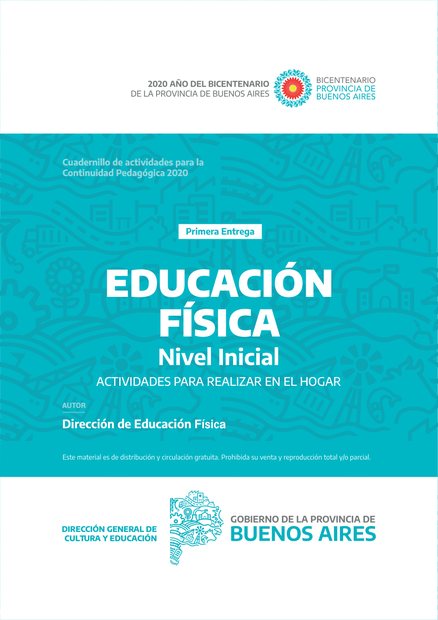 2020 AÑO DEL BICENTENARIO
DE LA PROVINCIA DE BUENOS AIRES
BICENTENARIO
PROVINCIA DE
BUENOS AIRES
Cuadernillo de actividades para la
Continuidad Pedagógica 2020
Primera Entrega
EDUCACIÓN
FÍSICA
Nivel Inicial
ACTIVIDADES PARA REALIZAR EN EL HOGAR
AUTOR
Dirección de Educación Física
Este material es de distribución y circulación gratuita. Prohibida su venta y reproducción total y/o parcial.
DIRECCIÓN GENERAL DE
CULTURA Y EDUCACIÓN
GOBIERNO DE LA PROVINCIA DE
BUENOS AIRES